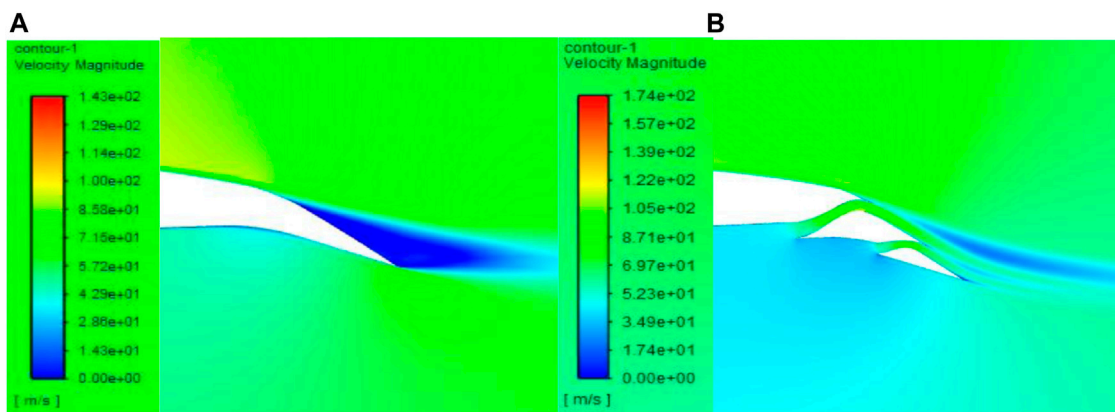 A
contour-1
Velocity Magnitude
1.43e+02
1.29e+02
1.14e+02
1.00e+02
8.58e+01
7.15e+01
5.72e+01
4.29e+01
2.86e+01
1.43e+01
0.00e+00
[ m/s ]
B
contour-1
Velocity Magnitude
1.74e+02
1.57e+02
1.39e+02
1.22e+02
1.05e+02
8.71e+01
6.97e+01
5.23e+01
3.49e+01
1.74e+01
0.00e+00
[ m/s ]